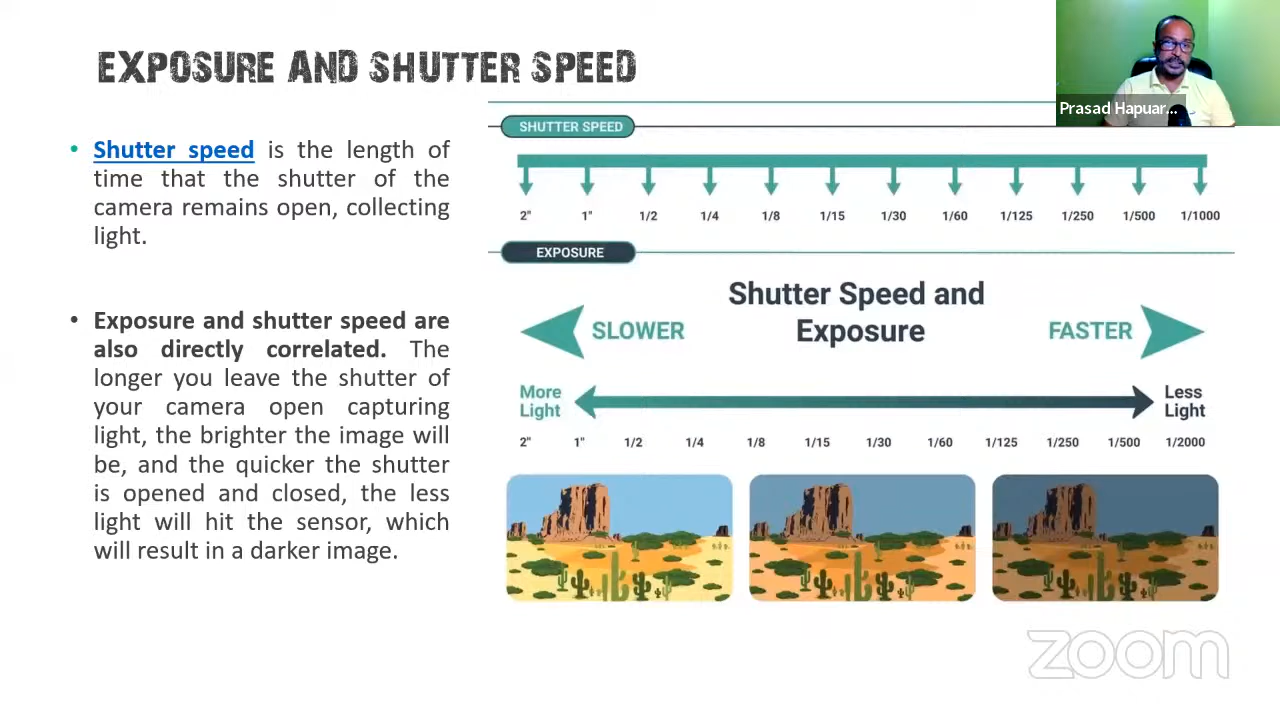 EXPOSURE AND SHUTTER SPEED
• Shutter speed is the length of
time that the shutter of the
camera remains open, collecting
light.
• Exposure and shutter speed are
also directly correlated. The
longer you leave the shutter of
your camera open capturing
light, the brighter the image will
be, and the quicker the shutter
is opened and closed, the less
light will hit the sensor, which
will result in a darker image.
SHUTTER SPEED
2" 1" 1/2 1/4 1/8 1/15 1/30 1/60 1/125 1/250 1/500 1/1000
EXPOSURE
Shutter Speed and
Exposure
SLOWER
FASTER
More
Light
Less
Light
2" 1" 1/2 1/4 1/8 1/15 1/30 1/60 1/125 1/250 1/500 1/2000
Prasad Hapuar...
zoom